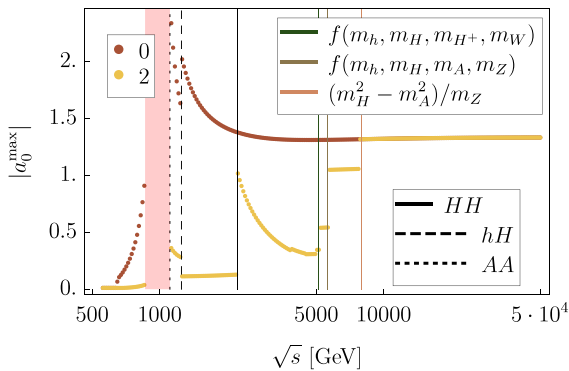 0
2
f(m_h, m_H, m_{H^+}, m_W)
f(m_h, m_H, m_A, m_Z)
(m_H^2 − m_A^2)/m_Z
|a_0^{max}|
2.
1.5
1.
0.5
0.
HH
hH
AA
500 1000 5000 10000 5 · 10^4
√s [GeV]